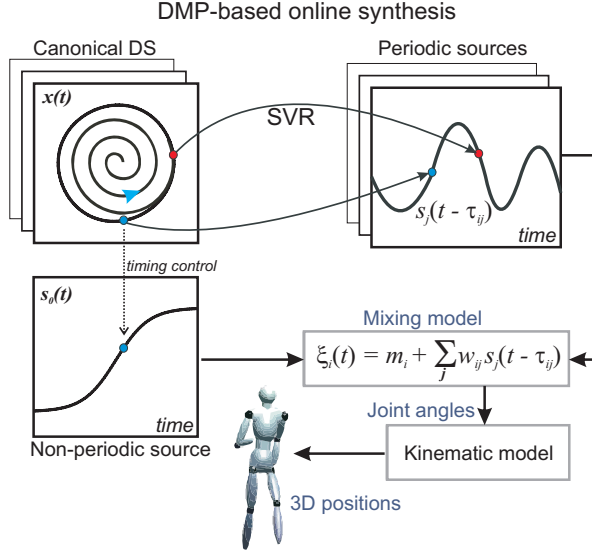 DMP-based online synthesis
Canonical DS
Periodic sources
x(t)
SVR
s_j(t - τ_ij)
time
timing control
s_0(t)
time
Non-periodic source
Mixing model
ξ_i(t) = m_i + ∑_j w_ij s_j(t - τ_ij)
Joint angles
Kinematic model
3D positions